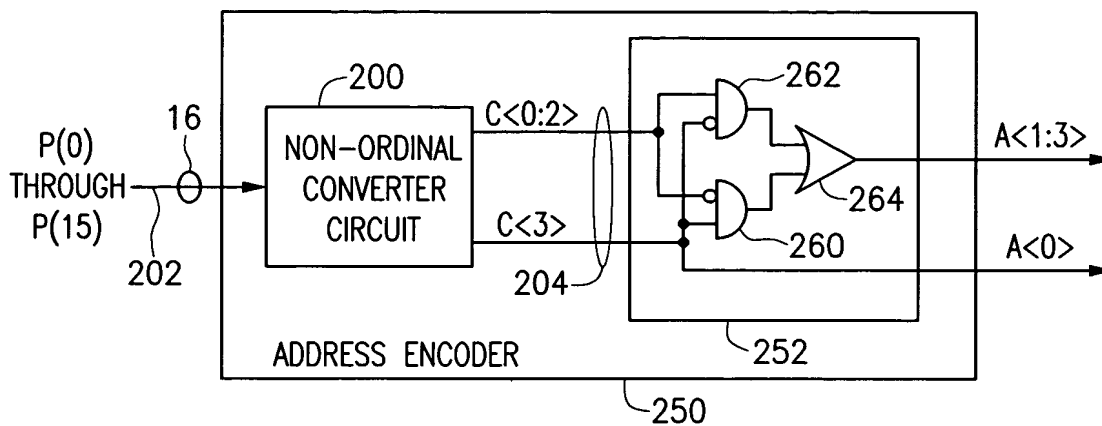 200
262
16
C<0:2>
P(0)
THROUGH
P(15)
NON-ORDINAL
CONVERTER
CIRCUIT
A<1:3>
264
C<3>
260
A<0>
202
204
ADDRESS ENCODER
252
250